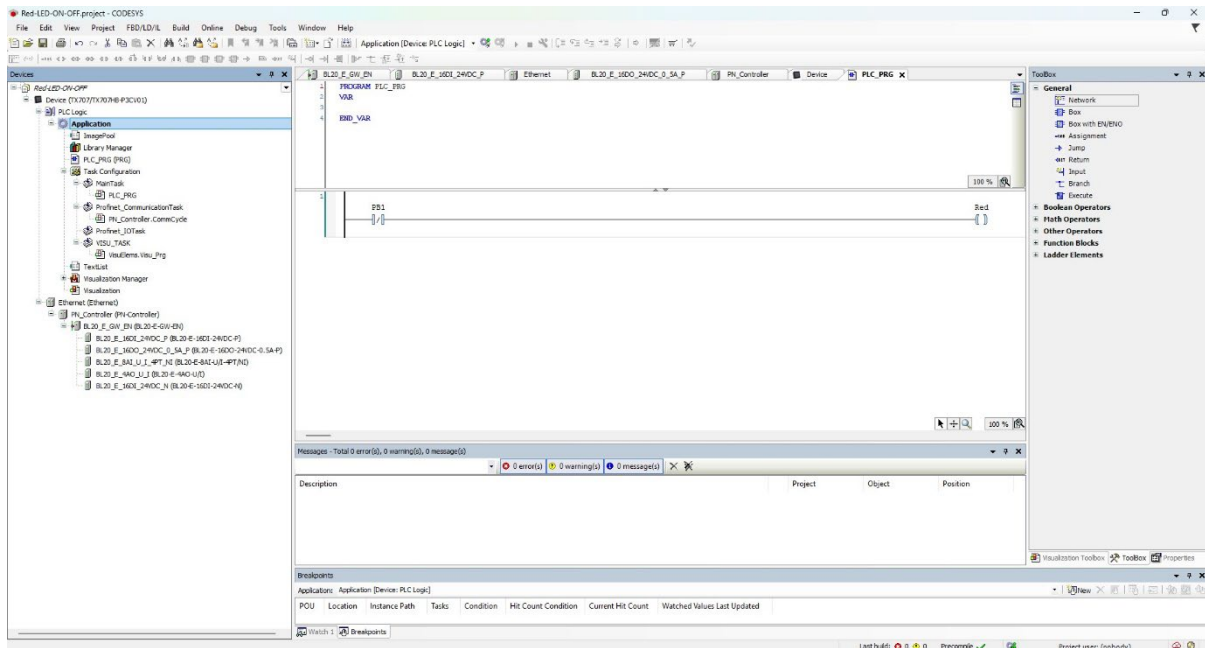 Red-LED-ON-OFF.project - CODESYS
File Edit View Project FBD/LD/IL Build Online Debug Tools Window Help
Application [Device: PLC Logic]
Devices
Red-LED-ON-OFF
Device (TX707/TX707HB-P3CV01)
PLC Logic
Application
ImagePool
Library Manager
PLC_PRG (PRG)
Task Configuration
MainTask
PLC_PRG
Profinet_CommunicationTask
PN_Controller.CommCycle
Profinet_IOTask
VISU_TASK
VisuElems.Visu_Prg
TextList
Visualization Manager
Visualization
Ethernet (Ethernet)
PN_Controller (PN-Controller)
BL20_E_GW_EN (BL20-E-GW-EN)
BL20_E_16DI_24VDC_P (BL20-E-16DI-24VDC-P)
BL20_E_16DO_24VDC_0_5A_P (BL20-E-16DO-24VDC-0.5A-P)
BL20_E_8AI_U_I_4PT_NI (BL20-E-8AI-U/I-4PT/NI)
BL20_E_4AO_U_I (BL20-E-4AO-U/I)
BL20_E_16DI_24VDC_N (BL20-E-16DI-24VDC-N)
BL20_E_GW_EN BL20_E_16DI_24VDC_P Ethernet BL20_E_16DO_24VDC_0_5A_P PN_Controller Device PLC_PRG
1 PROGRAM PLC_PRG
2 VAR
3
4 END_VAR
100 %
1
PB1 Red
100 %
Messages - Total 0 error(s), 0 warning(s), 0 message(s)
0 error(s) 0 warning(s) 0 message(s)
Description Project Object Position
Breakpoints
Application: Application [Device: PLC Logic]
New
POU Location Instance Path Tasks Condition Hit Count Condition Current Hit Count Watched Values Last Updated
Watch 1 Breakpoints
ToolBox
General
Network
Box
Box with EN/ENO
Assignment
Jump
Return
Input
Branch
Execute
Boolean Operators
Math Operators
Other Operators
Function Blocks
Ladder Elements
Visualization Toolbox ToolBox Properties
Last build: 0 0 Precompile Project user: (nobody)